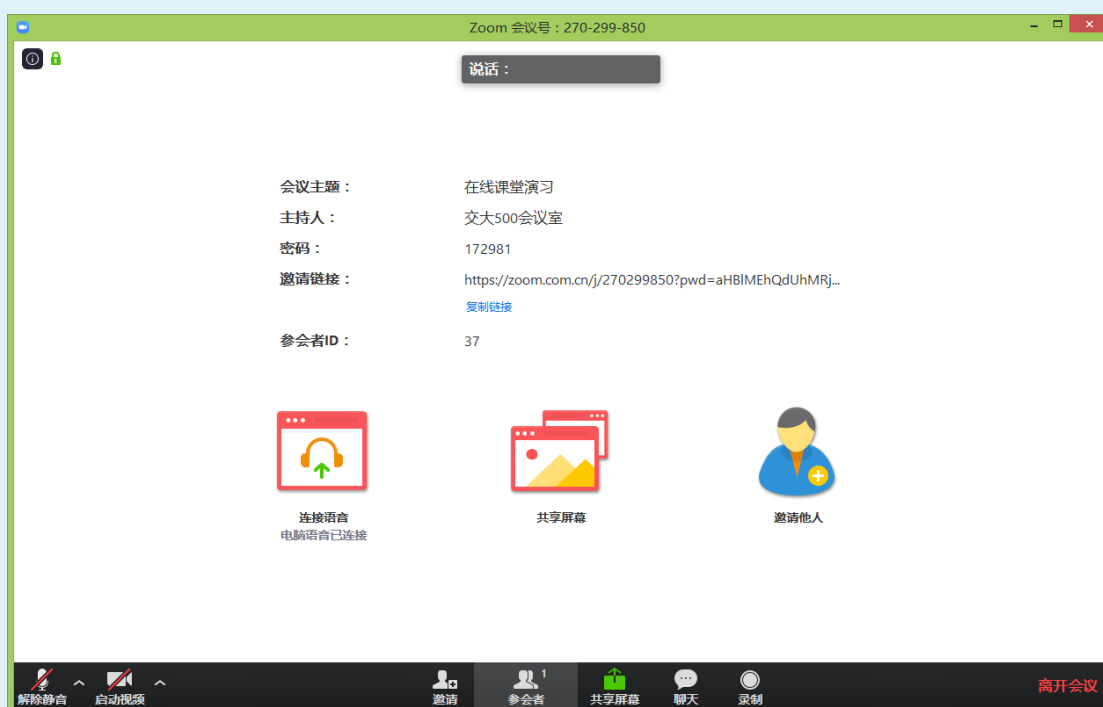 Zoom 会议号：270-299-850
说话：
会议主题： 在线课堂演习
主持人： 交大500会议室
密码： 172981
邀请链接： https://zoom.com.cn/j/270299850?pwd=aHBlMEhQdUhMRj...
复制链接
参会者ID： 37
连接语音 共享屏幕 邀请他人
电脑语音已连接
1
解除静音 启动视频 邀请 参会者 共享屏幕 聊天 录制 离开会议